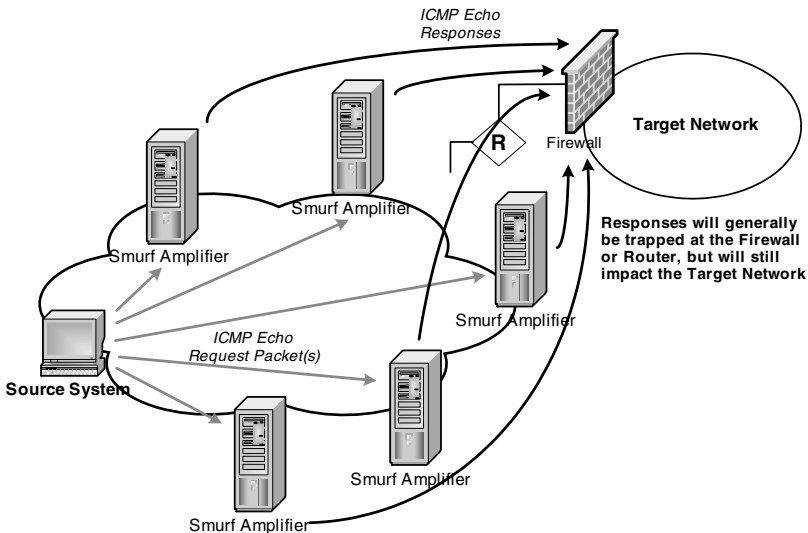 ICMP Echo
Responses
R
Firewall
Target Network
Smurf Amplifier
Responses will generally
be trapped at the Firewall
or Router, but will still
impact the Target Network
Smurf Amplifier
Smurf Amplifier
ICMP Echo
Request Packet(s)
Source System
Smurf Amplifier
Smurf Amplifier